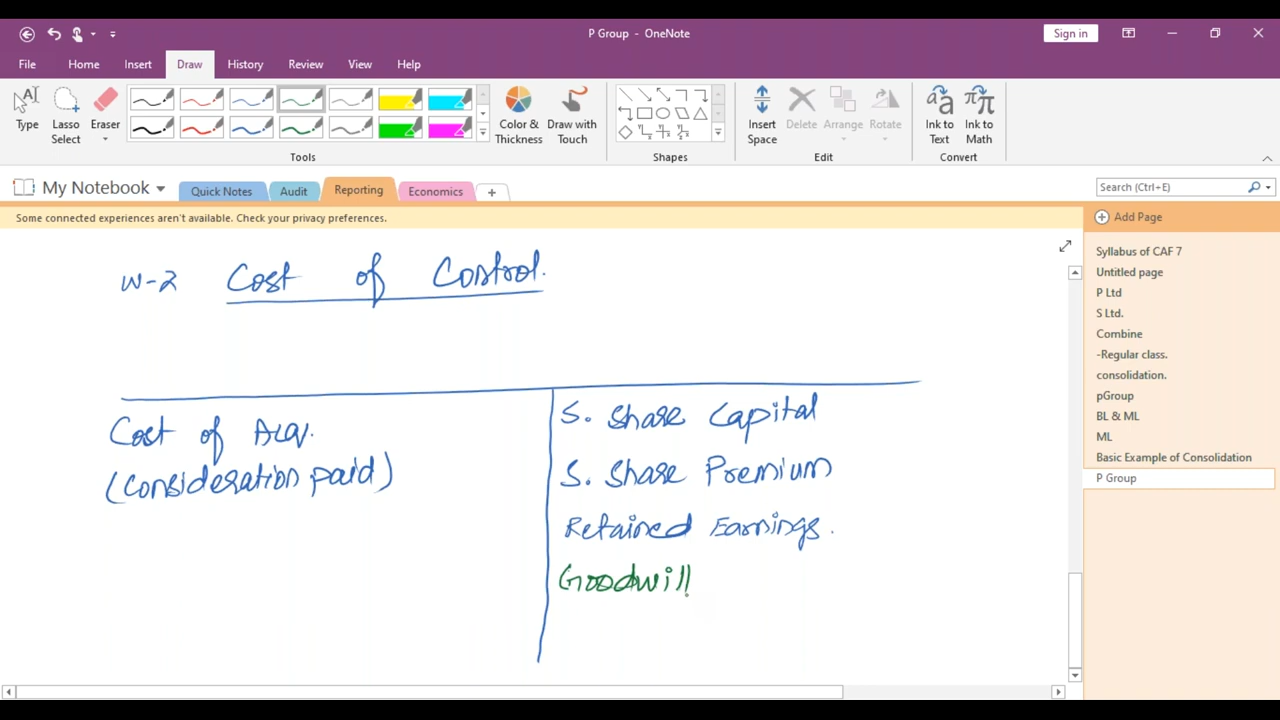 P Group - OneNote
Sign in
File Home Insert Draw History Review View Help
Type
Lasso Select
Eraser
Color & Thickness
Draw with Touch
Insert Space
Delete
Arrange
Rotate
Ink to Text
Ink to Math
Tools
Shapes
Edit
Convert
My Notebook
Quick Notes
Audit
Reporting
Economics
Search (Ctrl+E)
Some connected experiences aren't available. Check your privacy preferences.
Add Page
W-2 Cost of Control.
Cost of Acq.
(Consideration paid)
S. Share Capital
S. Share Premium
Retained Earnings.
Goodwill
Syllabus of CAF 7
Untitled page
P Ltd
S Ltd.
Combine
-Regular class.
consolidation.
pGroup
BL & ML
ML
Basic Example of Consolidation
P Group